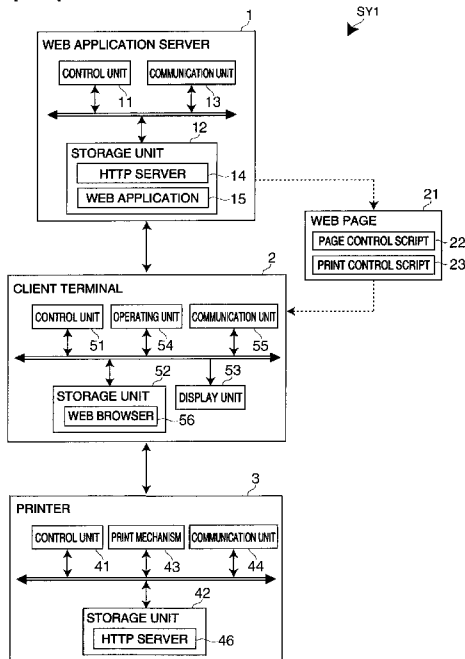 SY1
1
WEB APPLICATION SERVER
CONTROL UNIT
COMMUNICATION UNIT
11
13
12
STORAGE UNIT
HTTP SERVER
14
WEB APPLICATION
15
21
WEB PAGE
PAGE CONTROL SCRIPT
22
PRINT CONTROL SCRIPT
23
2
CLIENT TERMINAL
CONTROL UNIT
OPERATING UNIT
COMMUNICATION UNIT
51
54
55
52
53
STORAGE UNIT
WEB BROWSER
56
DISPLAY UNIT
3
PRINTER
CONTROL UNIT
PRINT MECHANISM
COMMUNICATION UNIT
41
43
44
42
STORAGE UNIT
HTTP SERVER
46